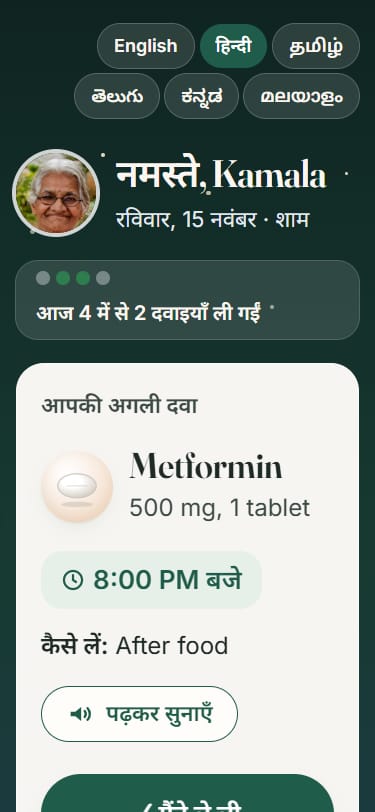 English
हिन्दी
தமிழ்
తెలుగు
ಕನ್ನಡ
മലയാളം
नमस्ते, Kamala
रविवार, 15 नवंबर · शाम
आज 4 में से 2 दवाइयाँ ली गईं
आपकी अगली दवा
Metformin
500 mg, 1 tablet
8:00 PM बजे
कैसे लें: After food
पढ़कर सुनाएँ